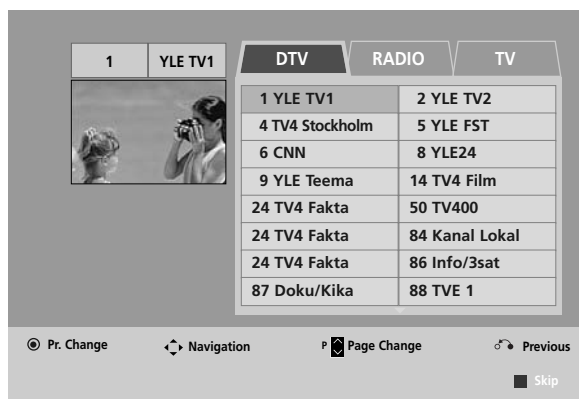 1 YLE TV1
DTV RADIO TV
1 YLE TV1 2 YLE TV2
4 TV4 Stockholm 5 YLE FST
6 CNN 8 YLE24
9 YLE Teema 14 TV4 Film
24 TV4 Fakta 50 TV400
24 TV4 Fakta 84 Kanal Lokal
24 TV4 Fakta 86 Info/3sat
87 Doku/Kika 88 TVE 1
Pr. Change Navigation P Page Change Previous
Skip